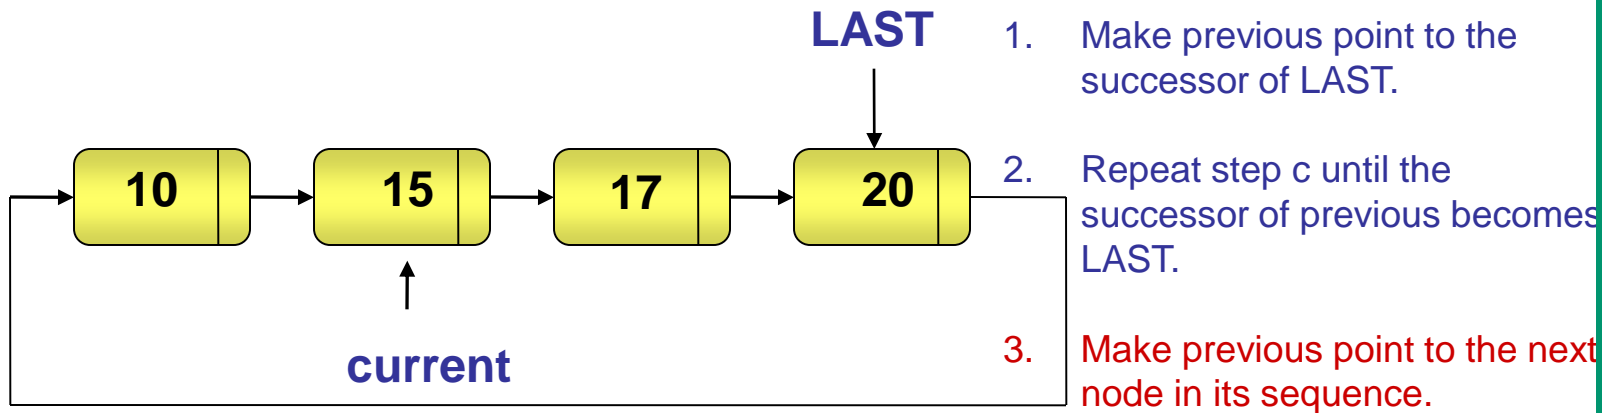 LAST
10
15
17
20
current
1. Make previous point to the
successor of LAST.
2. Repeat step c until the
successor of previous becomes
LAST.
3. Make previous point to the next
node in its sequence.